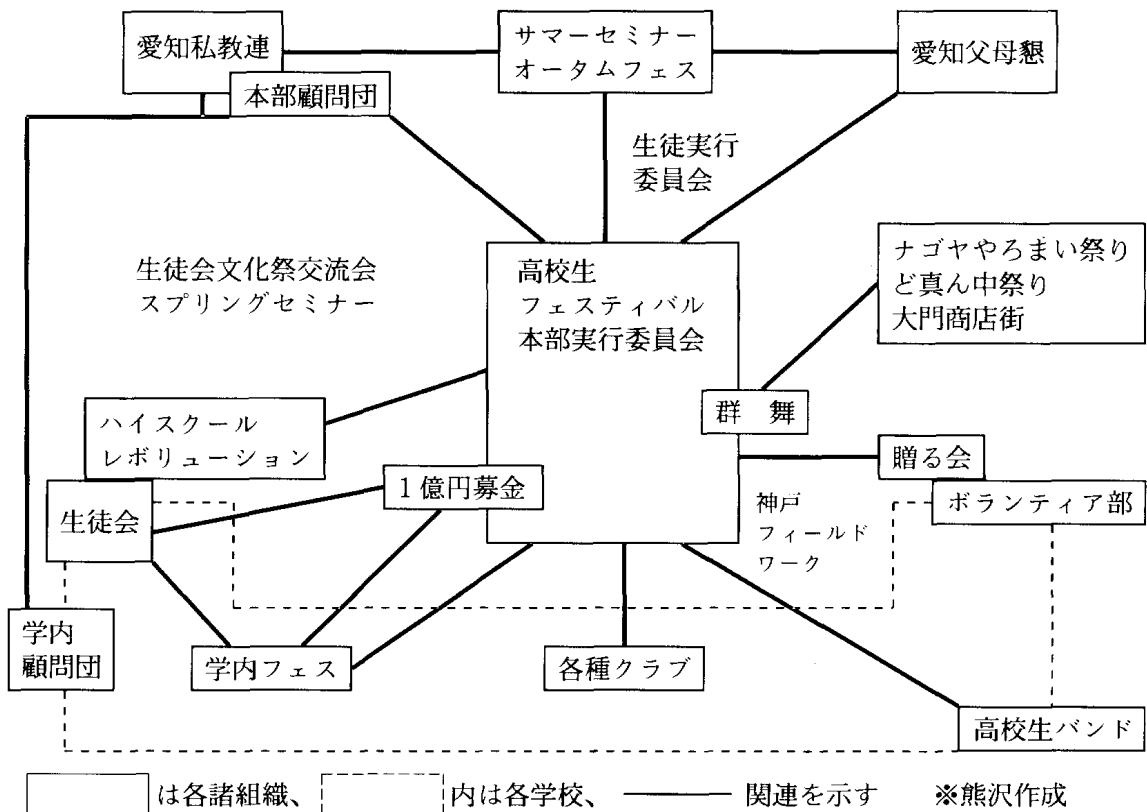 愛知私教連
サマーセミナー
オータムフェス
愛知父母懇
本部顧問団
生徒実行
委員会
生徒会文化祭交流会
スプリングセミナー
高校生
フェスティバル
本部実行委員会
ナゴヤやろまい祭り
ど真ん中祭り
大門商店街
群 舞
ハイスクール
レボリューション
贈る会
1億円募金
ボランティア部
生徒会
神戸
フィールド
ワーク
学内
顧問団
学内フェス
各種クラブ
高校生バンド
は各諸組織、 内は各学校、 関連を示す ※熊沢作成